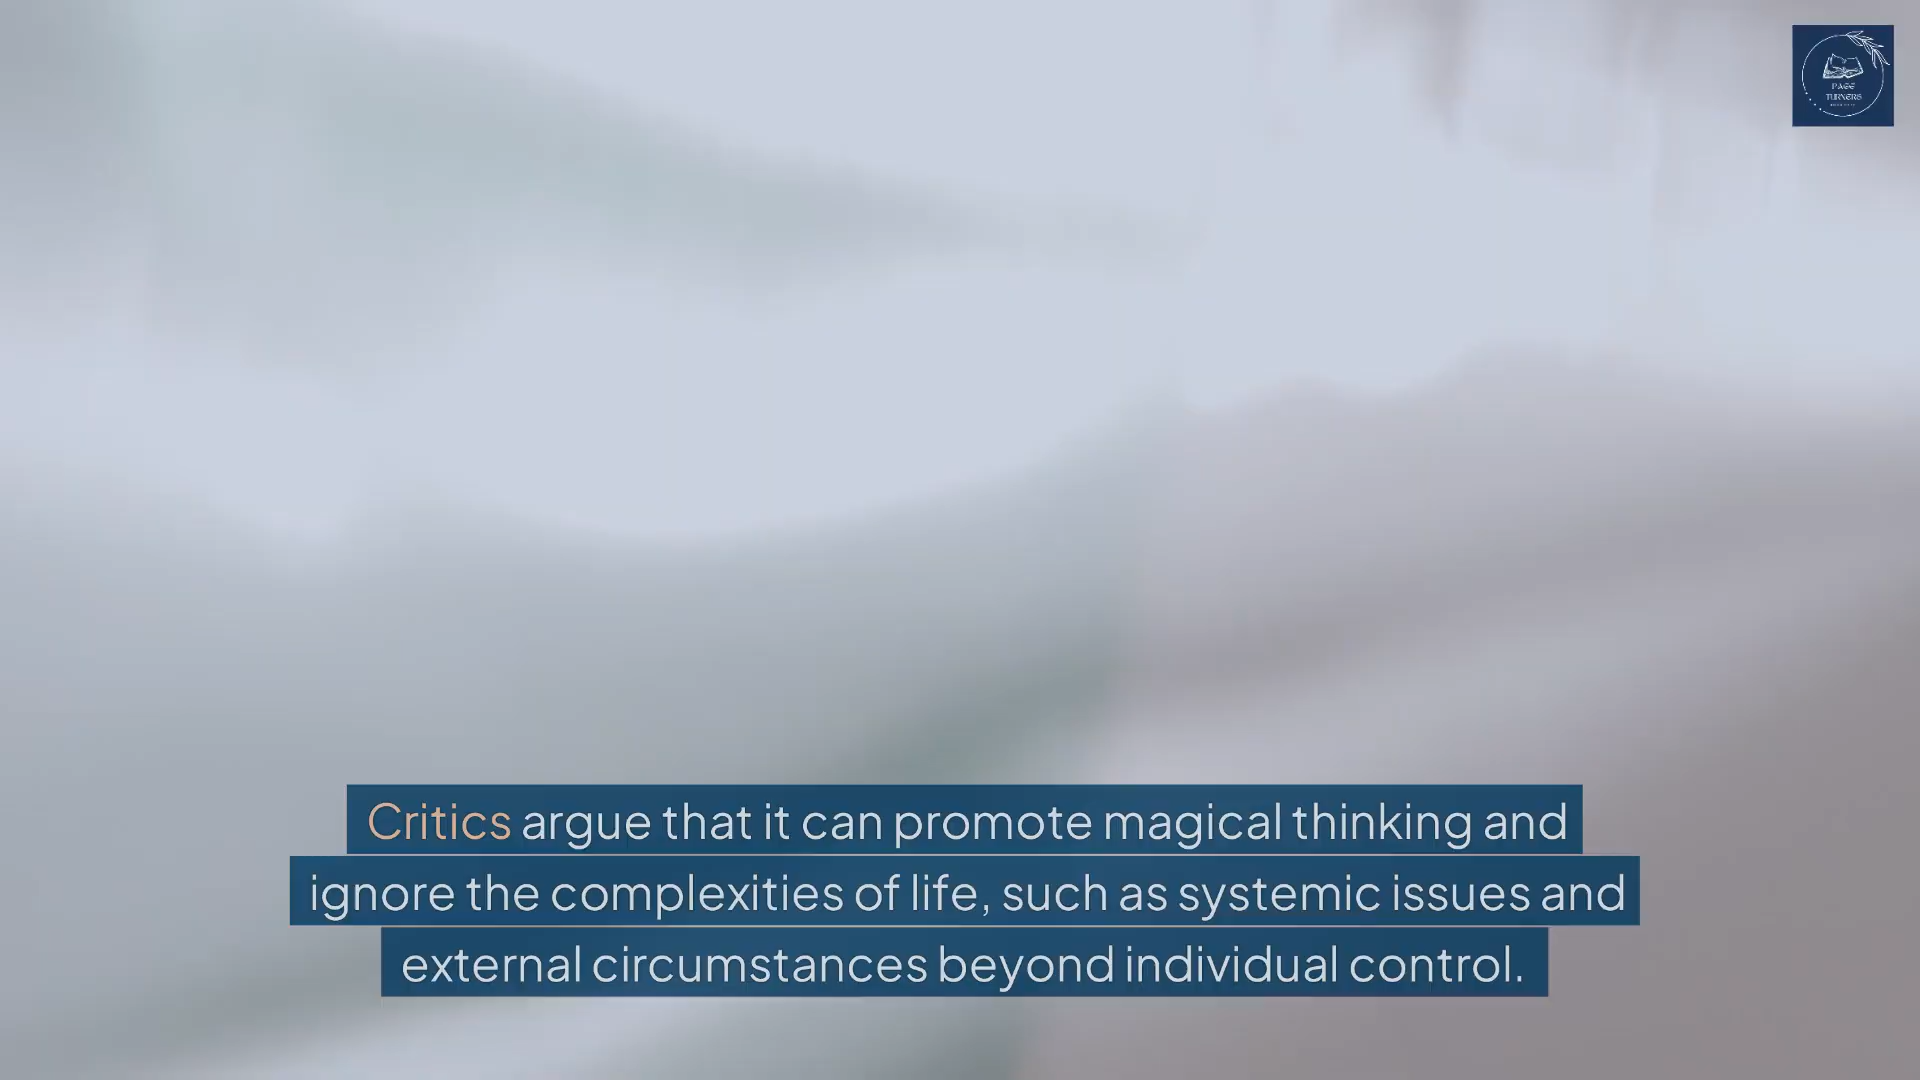 PAGE
TURNERS
Critics argue that it can promote magical thinking and
ignore the complexities of life, such as systemic issues and
external circumstances beyond individual control.